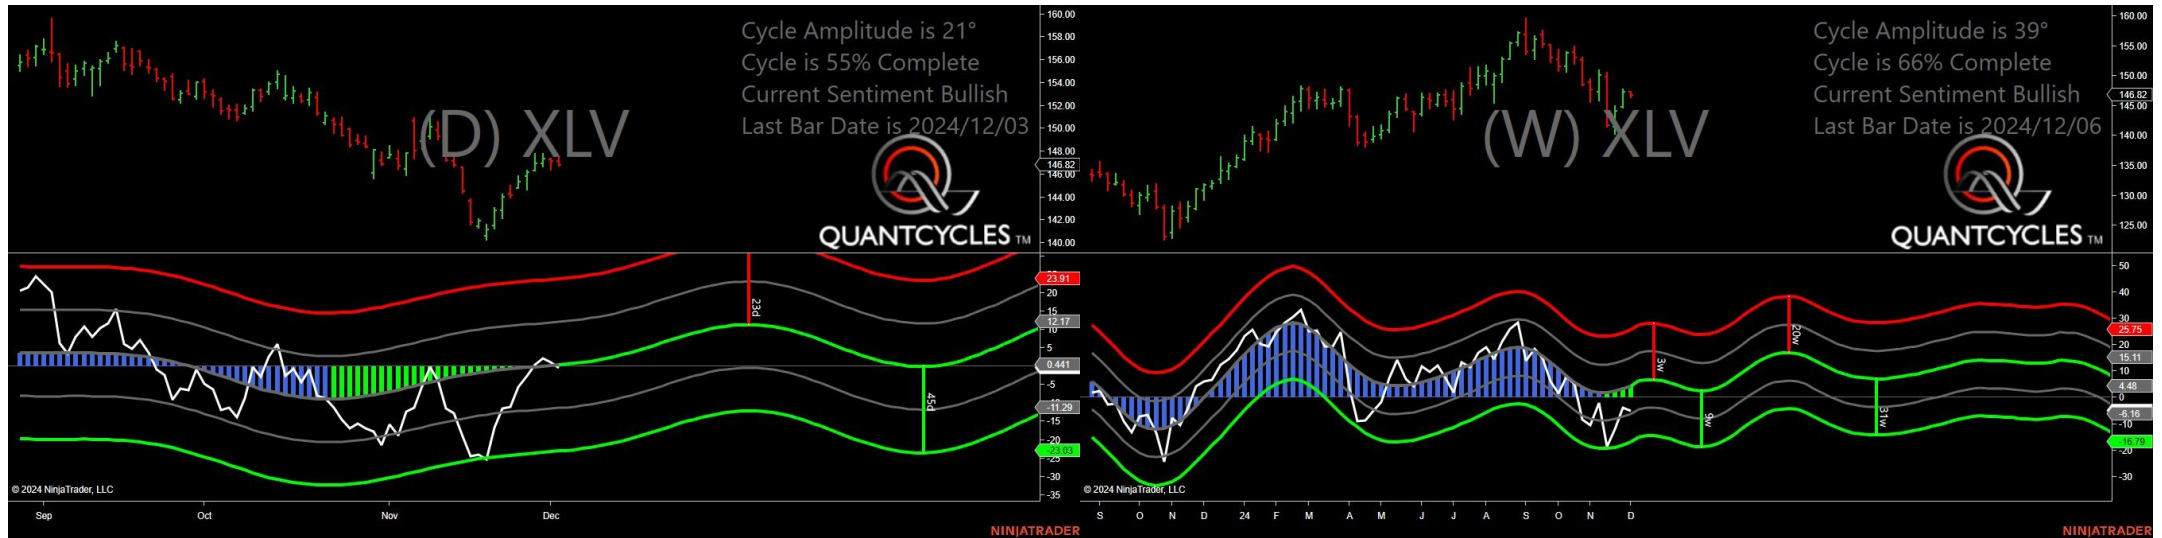 Cycle Amplitude is 21°
Cycle is 55% Complete
Current Sentiment Bullish
Last Bar Date is 2024/12/03
(D) XLV
QUANTCYCLES TM
160.00
158.00
156.00
154.00
152.00
150.00
148.00
146.82
146.00
144.00
142.00
140.00
23.91
20
15
12.17
10
5
0.441
-5
-11.29
-15
-20
-23.03
-25
-30
-35
23d
45d
© 2024 NinjaTrader, LLC
Sep Oct Nov Dec
NINJATRADER
Cycle Amplitude is 39°
Cycle is 66% Complete
Current Sentiment Bullish
Last Bar Date is 2024/12/06
(W) XLV
QUANTCYCLES TM
160.00
155.00
150.00
146.82
145.00
140.00
135.00
130.00
125.00
50
40
30
25.75
20
15.11
10
4.48
0
-6.16
-10
-16.79
-20
-30
3w
9w
20w
31w
© 2024 NinjaTrader, LLC
S O N D 24 F M A M J J A S O N D
NINJATRADER